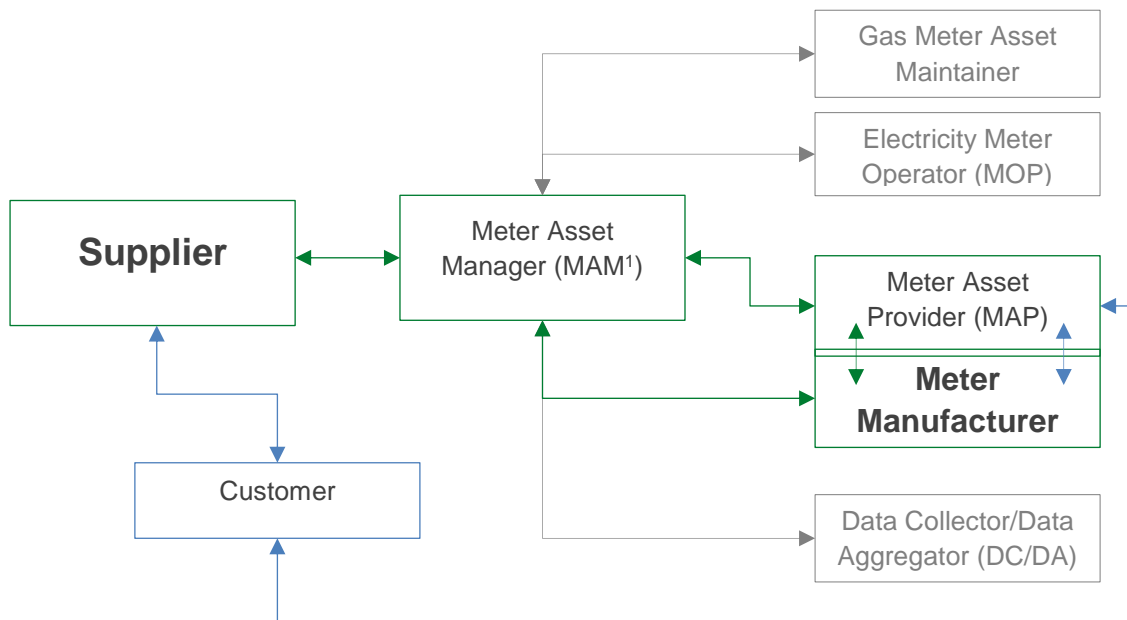 Gas Meter Asset
Maintainer
Electricity Meter
Operator (MOP)
Supplier
Meter Asset
Manager (MAM¹)
Meter Asset
Provider (MAP)
Meter
Manufacturer
Customer
Data Collector/Data
Aggregator (DC/DA)